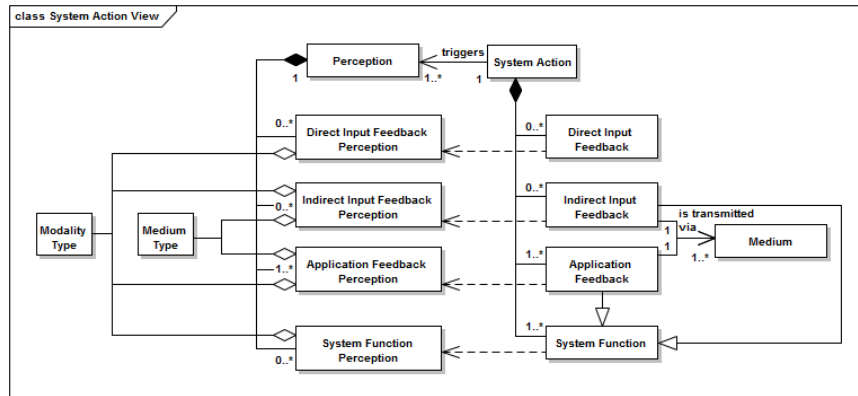 class System Action View
Perception
triggers
System Action
1
1..*
1
0..*
Direct Input Feedback
Perception
0..*
Direct Input
Feedback
0..*
Indirect Input Feedback
Perception
0..*
Indirect Input
Feedback
is transmitted
via
1
1
1..*
Medium
Modality
Type
Medium
Type
1..*
Application Feedback
Perception
1..*
Application
Feedback
0..*
System Function
Perception
1..*
System Function